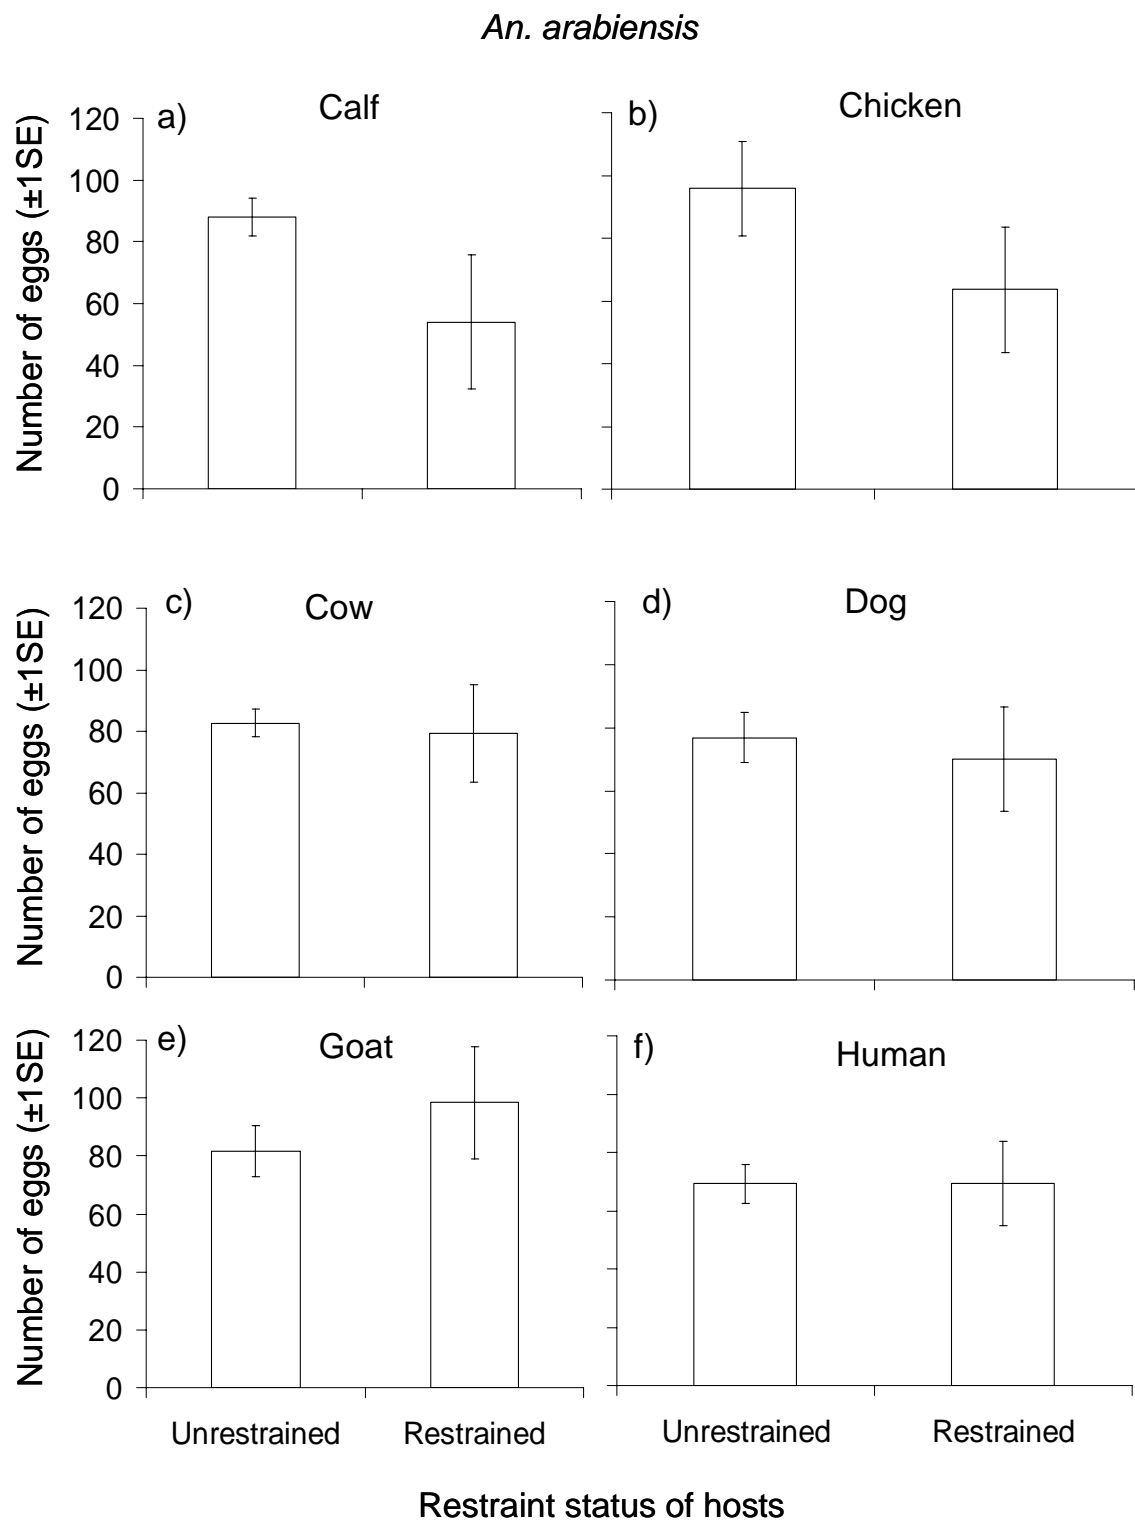 An. arabiensis
a) Calf
b) Chicken
Number of eggs (±1SE)
120
100
80
60
40
20
0
c) Cow
d) Dog
Number of eggs (±1SE)
120
100
80
60
40
20
0
e) Goat
f) Human
Number of eggs (±1SE)
120
100
80
60
40
20
0
Unrestrained Restrained Unrestrained Restrained
Restraint status of hosts